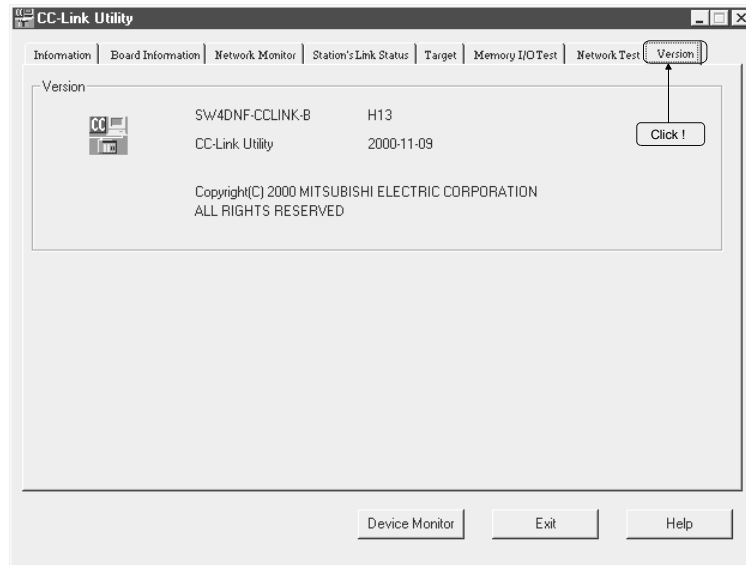 CC-Link Utility
Information Board Information Network Monitor Station's Link Status Target Memory I/O Test Network Test Version
Version
SW4DNF-CCLINK-B H13
CC-Link Utility 2000-11-09
Copyright(C) 2000 MITSUBISHI ELECTRIC CORPORATION
ALL RIGHTS RESERVED
Click !
Device Monitor Exit Help